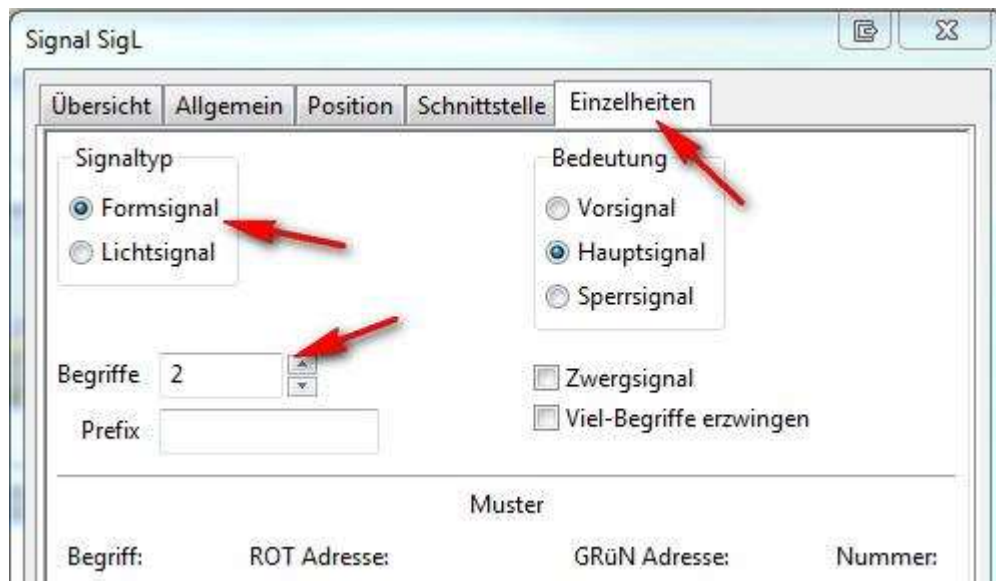 Signal SigL
Übersicht Allgemein Position Schnittstelle Einzelheiten
Signaltyp Bedeutung
Formsignal Vorsignal
Lichtsignal Hauptsignal
Sperrsignal
Begriffe 2 Zwergsignal
Prefix Viel-Begriffe erzwingen
Muster
Begriff: ROT Adresse: GRüN Adresse: Nummer: